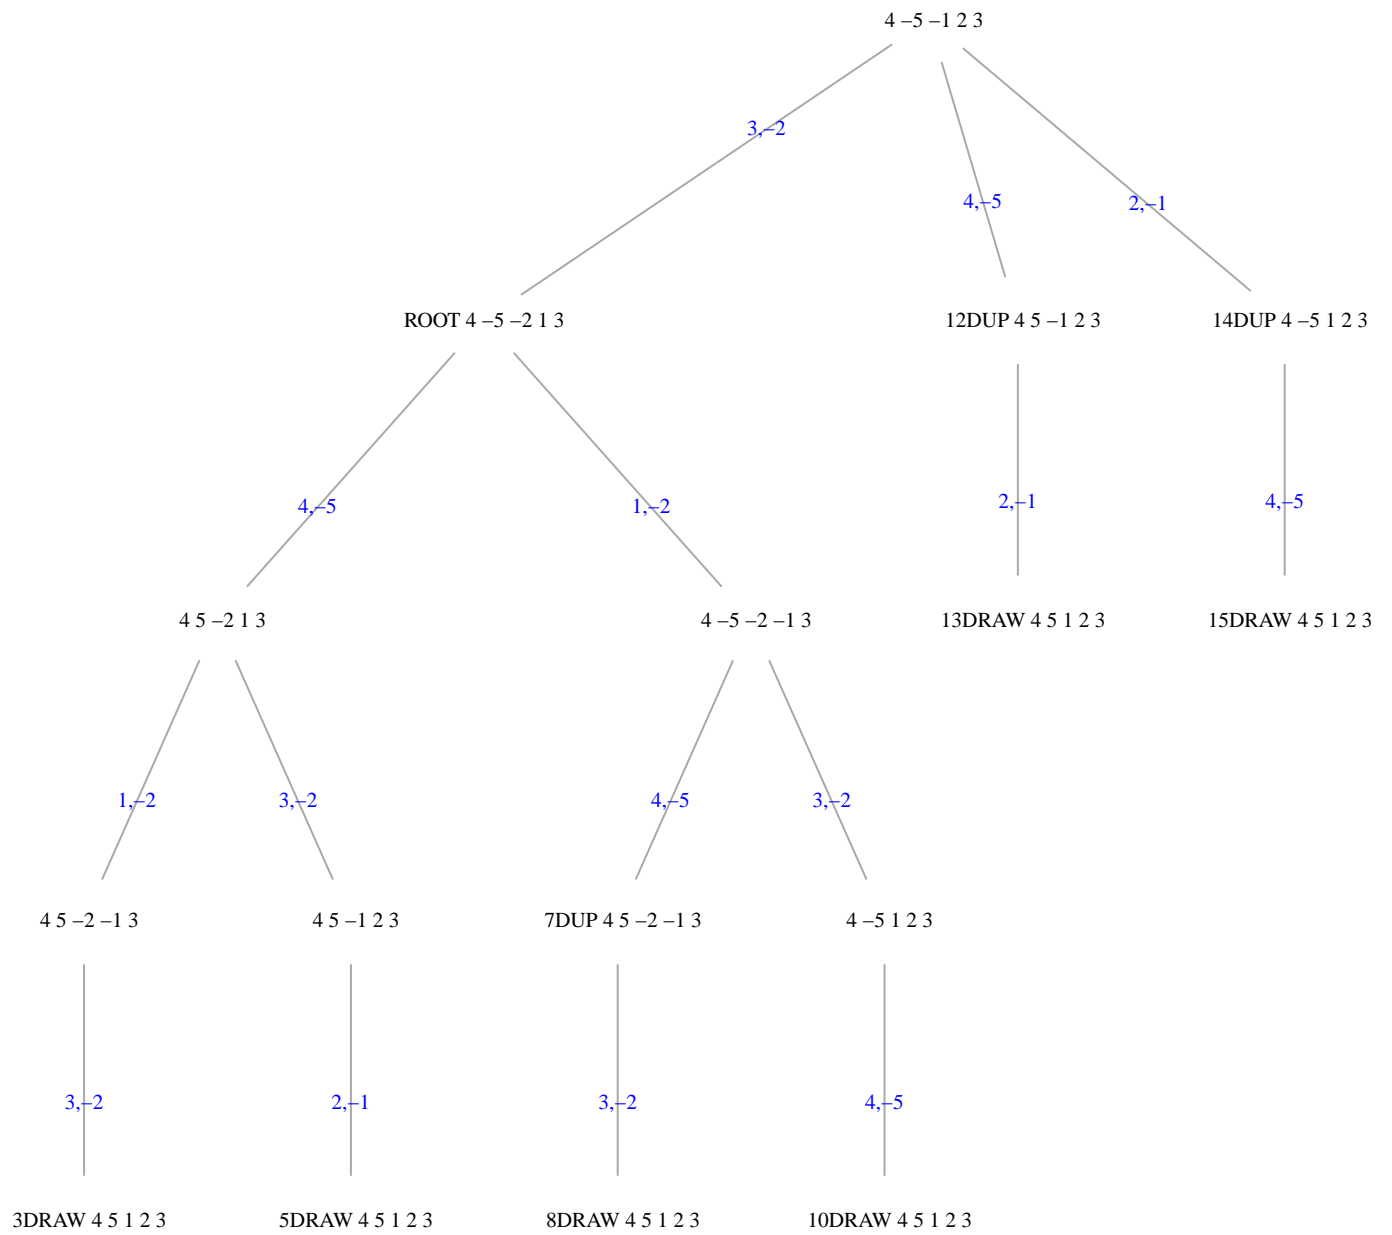 4 –5 –1 2 3
3,–2
4,–5
2,–1
ROOT 4 –5 –2 1 3
12DUP 4 5 –1 2 3
14DUP 4 –5 1 2 3
4,–5
1,–2
2,–1
4,–5
4 5 –2 1 3
4 –5 –2 –1 3
13DRAW 4 5 1 2 3
15DRAW 4 5 1 2 3
1,–2
3,–2
4,–5
3,–2
4 5 –2 –1 3
4 5 –1 2 3
7DUP 4 5 –2 –1 3
4 –5 1 2 3
3,–2
2,–1
3,–2
4,–5
3DRAW 4 5 1 2 3
5DRAW 4 5 1 2 3
8DRAW 4 5 1 2 3
10DRAW 4 5 1 2 3